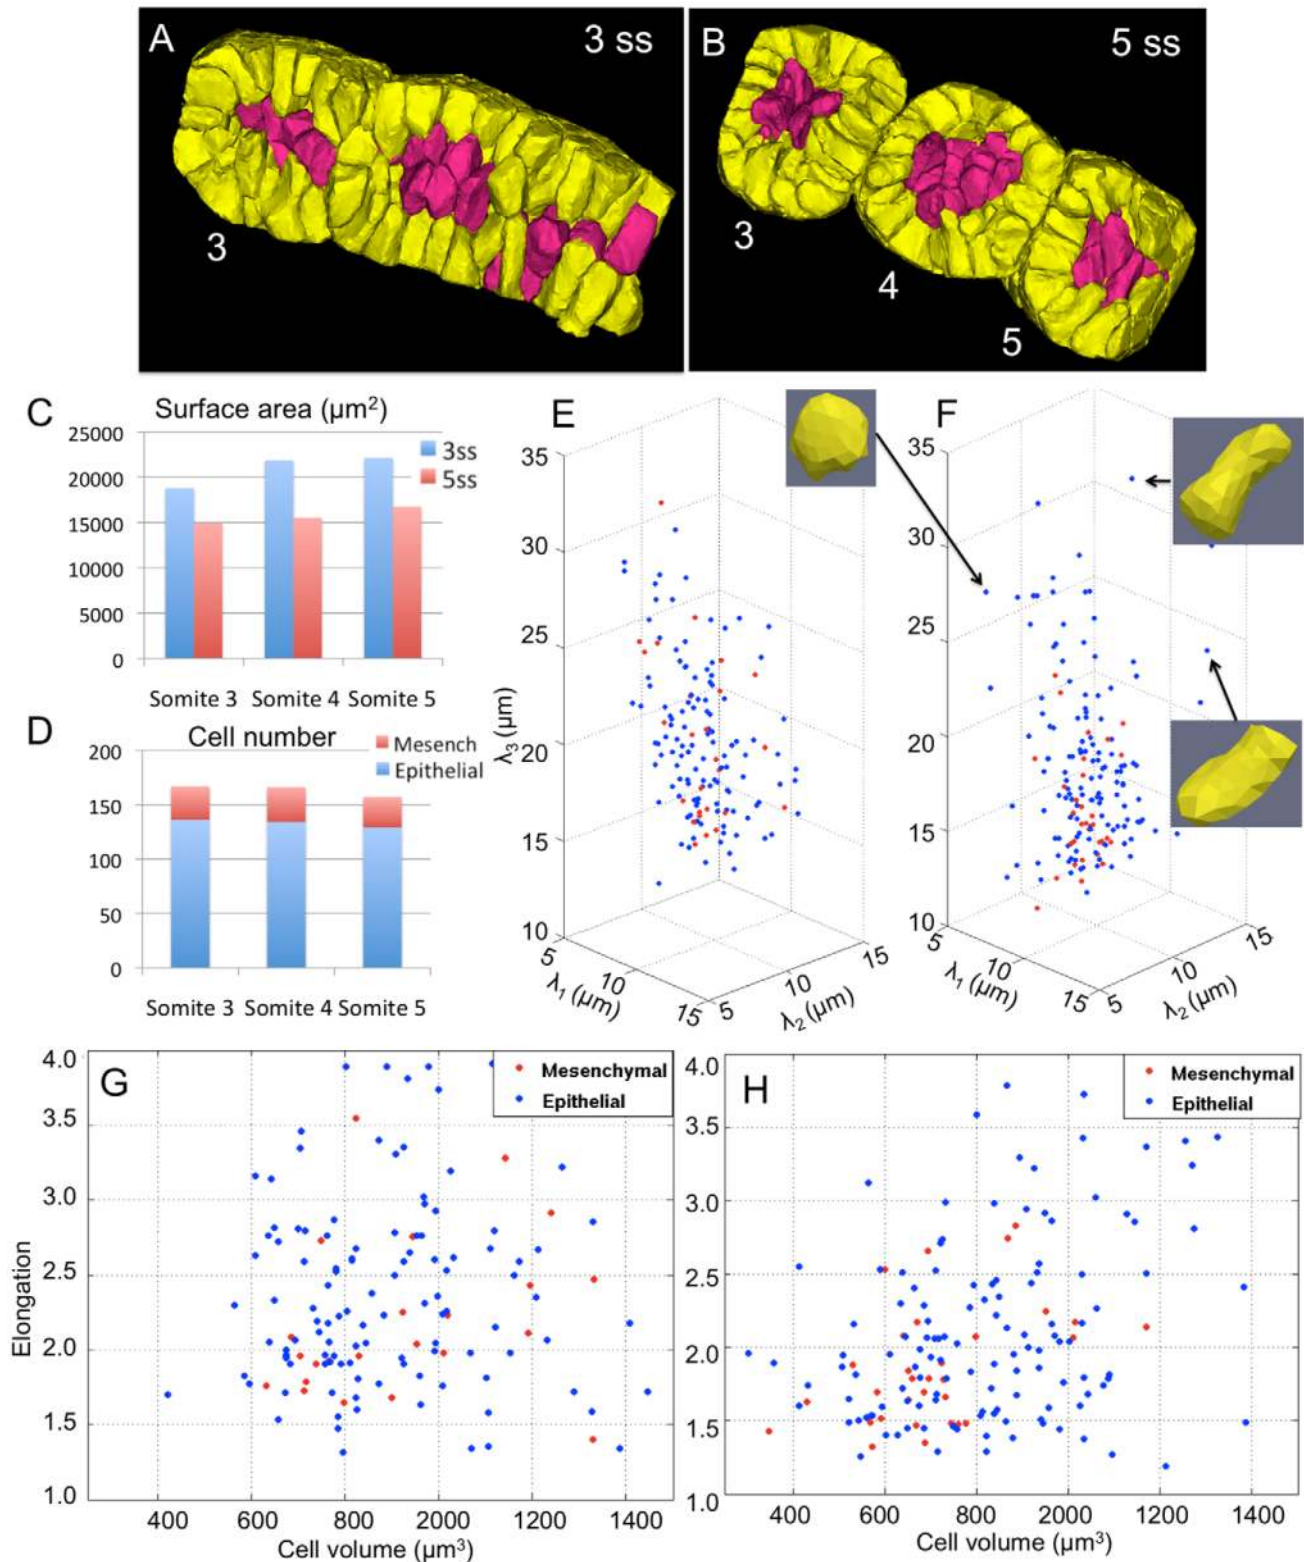 A
3 ss
3
B
5 ss
3
4
5
C
Surface area (μm²)
25000
20000
15000
10000
5000
0
3ss
5ss
Somite 3 Somite 4 Somite 5
D
Cell number
200
150
100
50
0
Mesench
Epithelial
Somite 3 Somite 4 Somite 5
E
35
30
25
20
15
10
λ₃ (μm)
5
10
15
λ₁ (μm)
5
10
15
λ₂ (μm)
F
35
30
25
20
15
10
5
10
15
λ₁ (μm)
5
10
15
λ₂ (μm)
G
4.0
3.5
3.0
2.5
2.0
1.5
1.0
Elongation
Mesenchymal
Epithelial
400 600 800 2000 1200 1400
Cell volume (μm³)
H
4.0
3.5
3.0
2.5
2.0
1.5
1.0
Mesenchymal
Epithelial
400 600 800 2000 1200 1400
Cell volume (μm³)